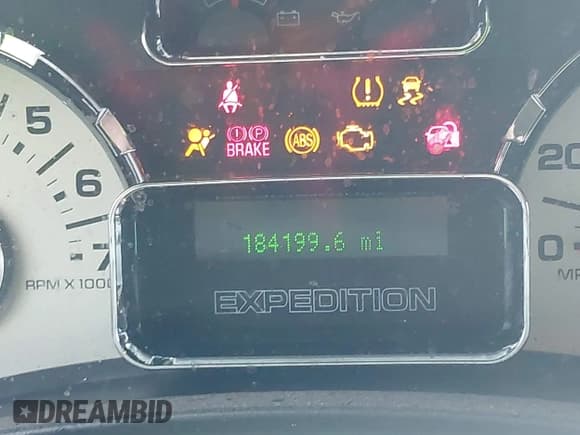 5
6
7
RPM X 1000
BRAKE
ABS
P
184199.6 mi
EXPEDITION
20
0
DREAMBID